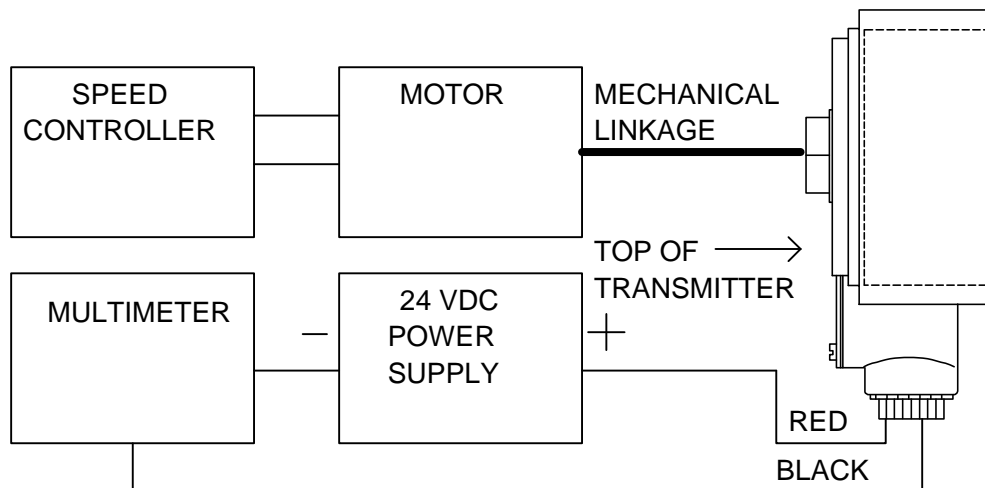 SPEED
CONTROLLER
MOTOR
MECHANICAL
LINKAGE
TOP OF
TRANSMITTER
MULTIMETER
–
24 VDC
POWER
SUPPLY
+
RED
BLACK